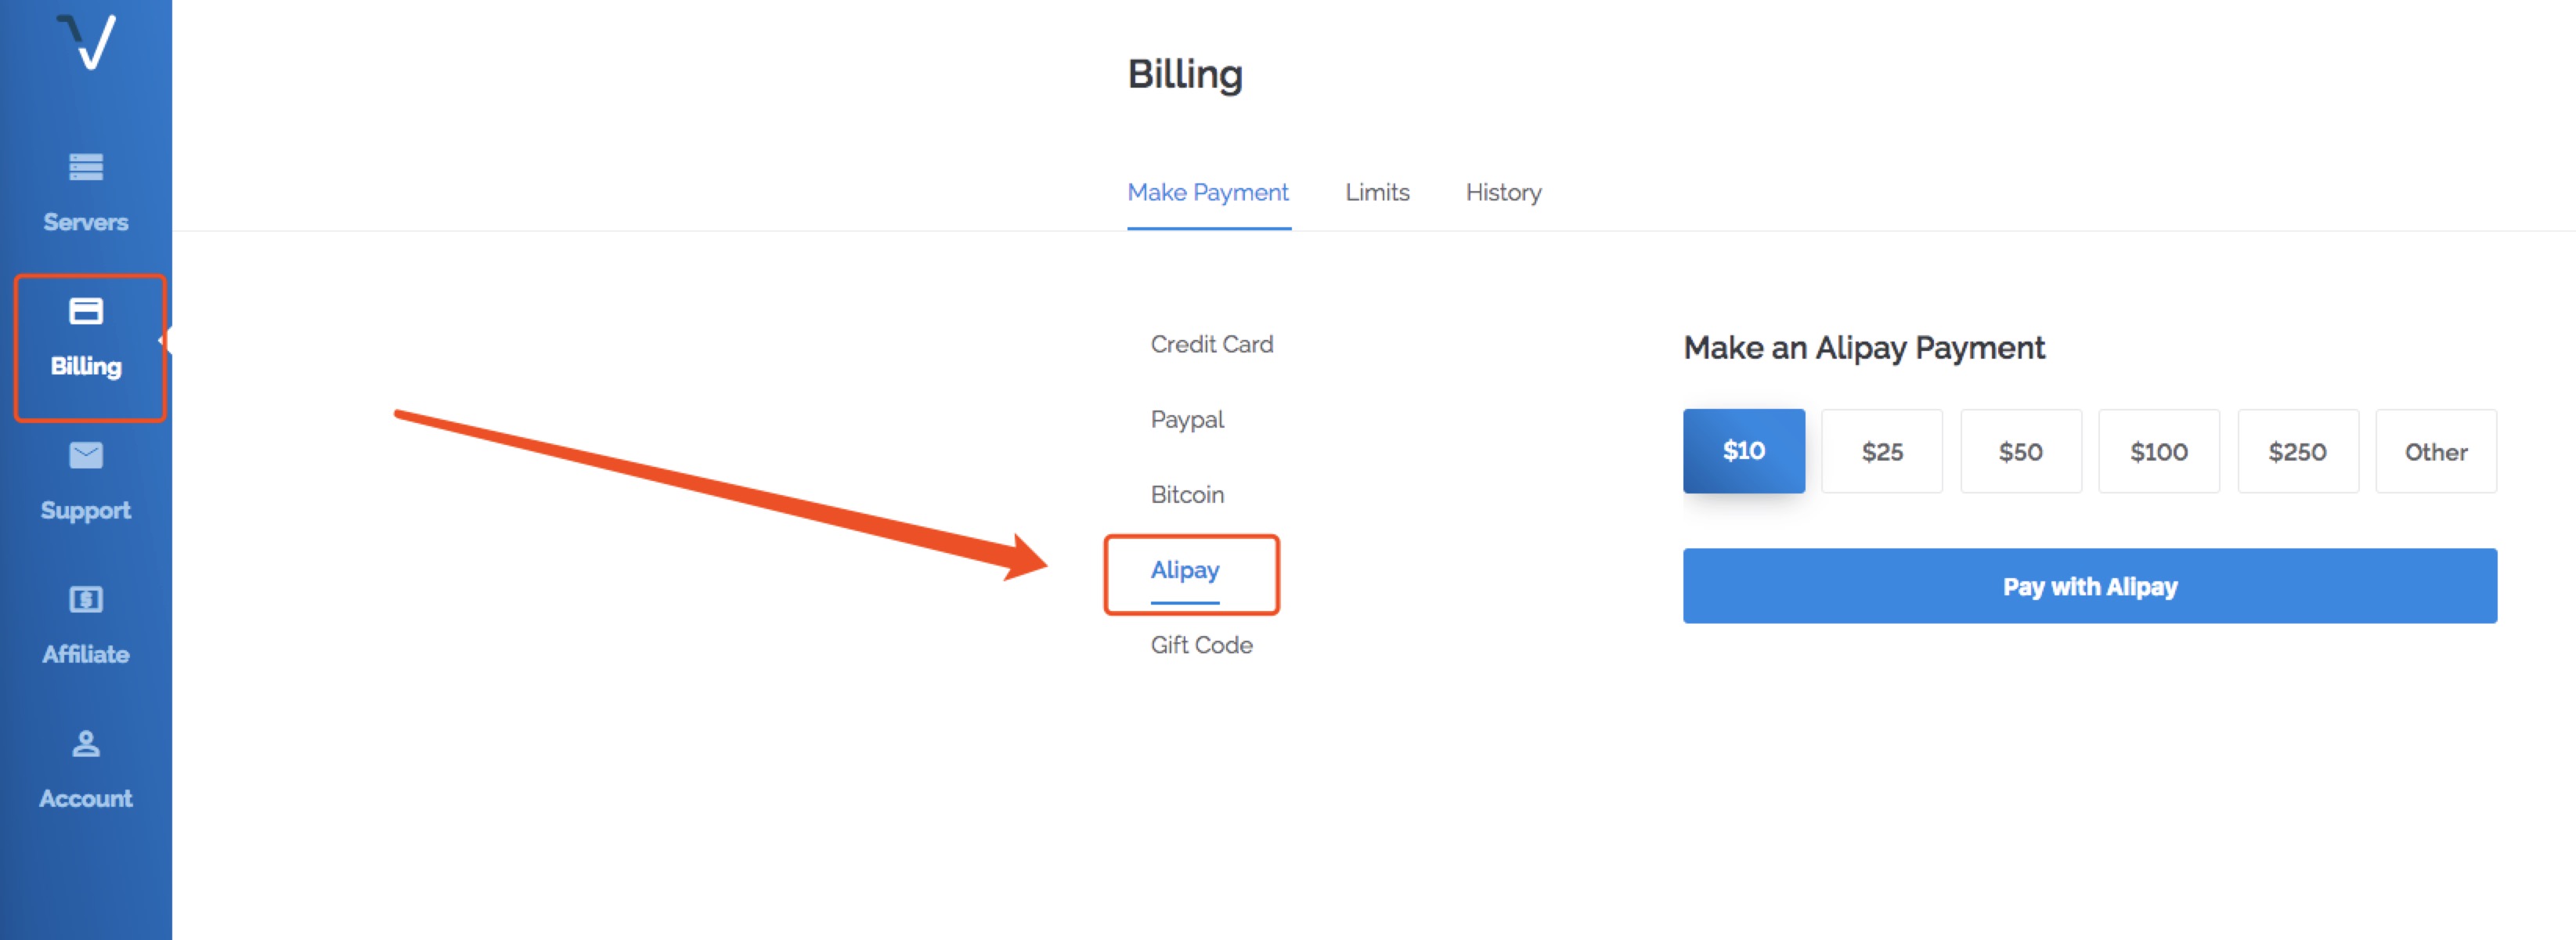 Servers
Billing
Support
Affiliate
Account
Billing
Make Payment Limits History
Credit Card
Paypal
Bitcoin
Alipay
Gift Code
Make an Alipay Payment
$10 $25 $50 $100 $250 Other
Pay with Alipay